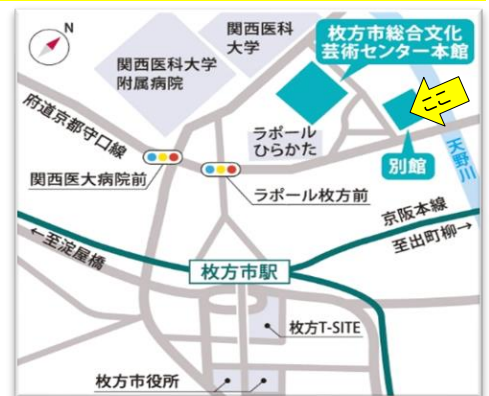 N
関西医科
大学
枚方市総合文化
芸術センター本館
関西医科大学
附属病院
ここ
府道京都守口線
ラポール
ひらかた
別館
天野川
関西医大病院前
ラポール枚方前
京阪本線
←至淀屋橋
至出町柳→
枚方市駅
枚方T-SITE
枚方市役所